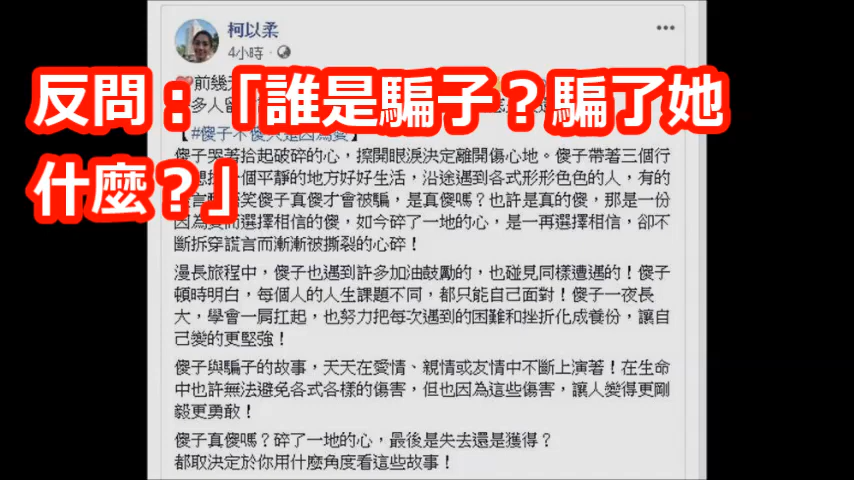 柯以柔
4小時
反問：「誰是騙子？騙了她
什麼？」
前幾
多人留
#傻子不傻只是因為愛
傻子哭著拾起破碎的心，擦開眼淚決定離開傷心地。傻子帶著三個行
想找一個平靜的地方好好生活，沿途遇到各式形形色色的人，有的
笑傻子真傻才會被騙，是真傻嗎？也許是真的傻，那是一份
因為愛而選擇相信的傻，如今碎了一地的心，是一再選擇相信，卻不
斷拆穿謊言而漸漸被撕裂的心碎！
漫長旅程中，傻子也遇到許多加油鼓勵的，也碰見同樣遭遇的！傻子
頓時明白，每個人的人生課題不同，都只能自己面對！傻子一夜長
大，學會一肩扛起，也努力把每次遇到的困難和挫折化成養份，讓自
己變的更堅強！
傻子與騙子的故事，天天在愛情、親情或友情中不斷上演著！在生命
中也許無法避免各式各樣的傷害，但也因為這些傷害，讓人變得更剛
毅更勇敢！
傻子真傻嗎？碎了一地的心，最後是失去還是獲得？
都取決定於你用什麼角度看這些故事！